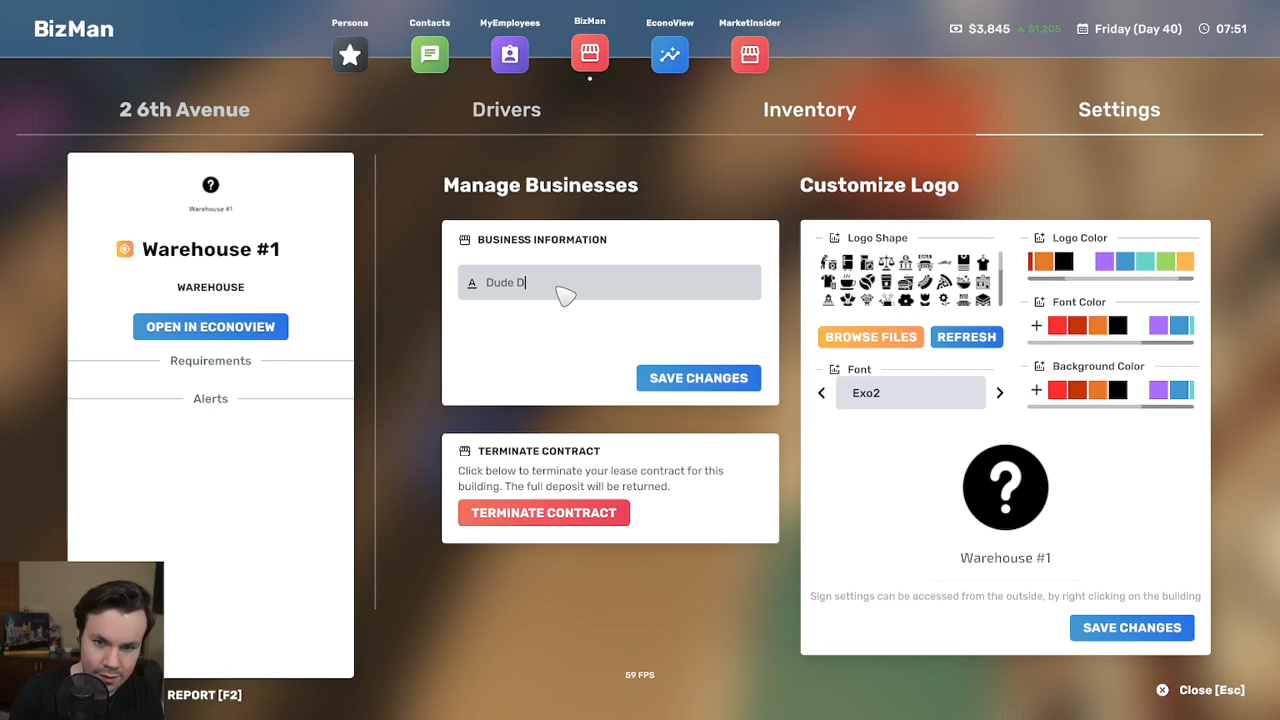 BizMan
Persona
Contacts
MyEmployees
BizMan
EconoView
MarketInsider
$3,845 ▲ $1.205
Friday (Day 40)
07:51
2 6th Avenue
Drivers
Inventory
Settings
Warehouse #1
Warehouse #1
WAREHOUSE
OPEN IN ECONOVIEW
Requirements
Alerts
Manage Businesses
BUSINESS INFORMATION
Dude D
SAVE CHANGES
TERMINATE CONTRACT
Click below to terminate your lease contract for this
building. The full deposit will be returned.
TERMINATE CONTRACT
Customize Logo
Logo Shape
BROWSE FILES
REFRESH
Font
Exo2
Logo Color
Font Color
Background Color
Warehouse #1
Sign settings can be accessed from the outside, by right clicking on the building
SAVE CHANGES
59 FPS
REPORT [F2]
Close [Esc]